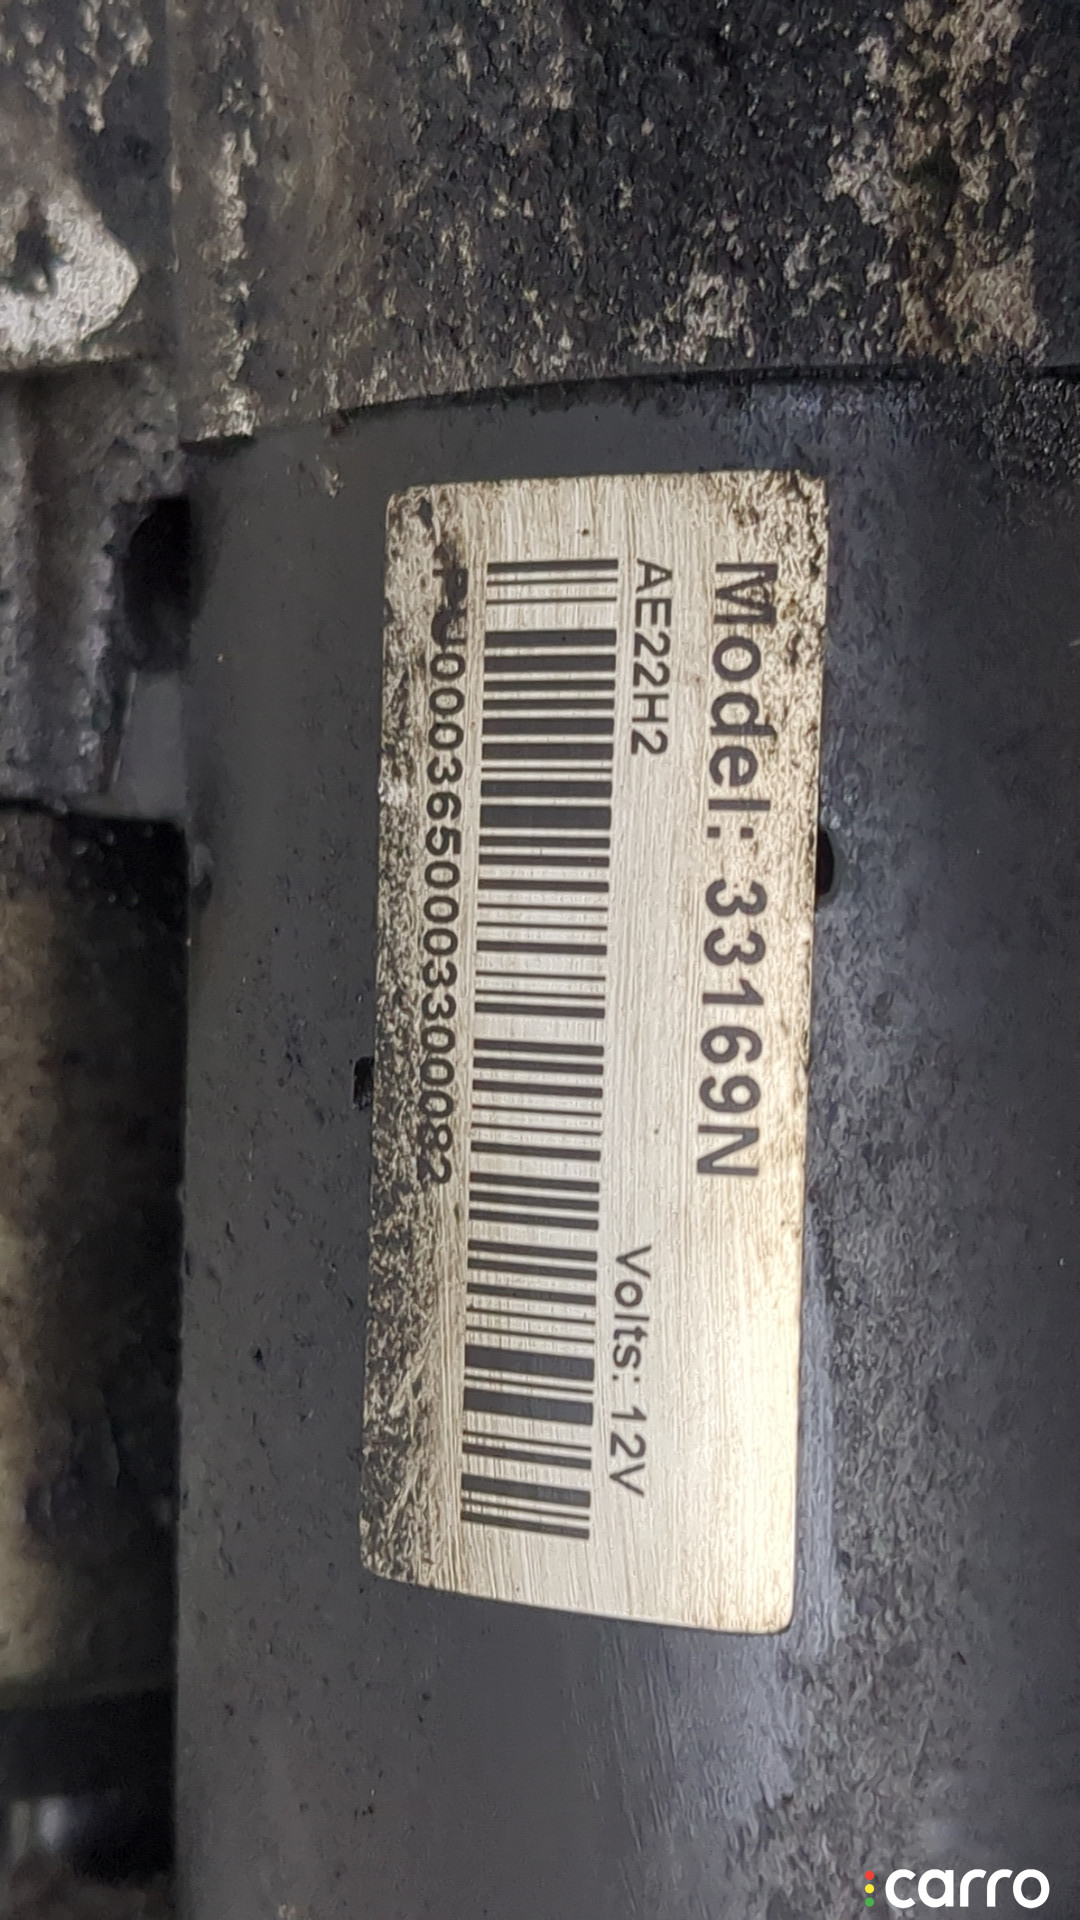 Model: 33169N
AE22H2 Volts: 12V
PJ00036500033000082
carro